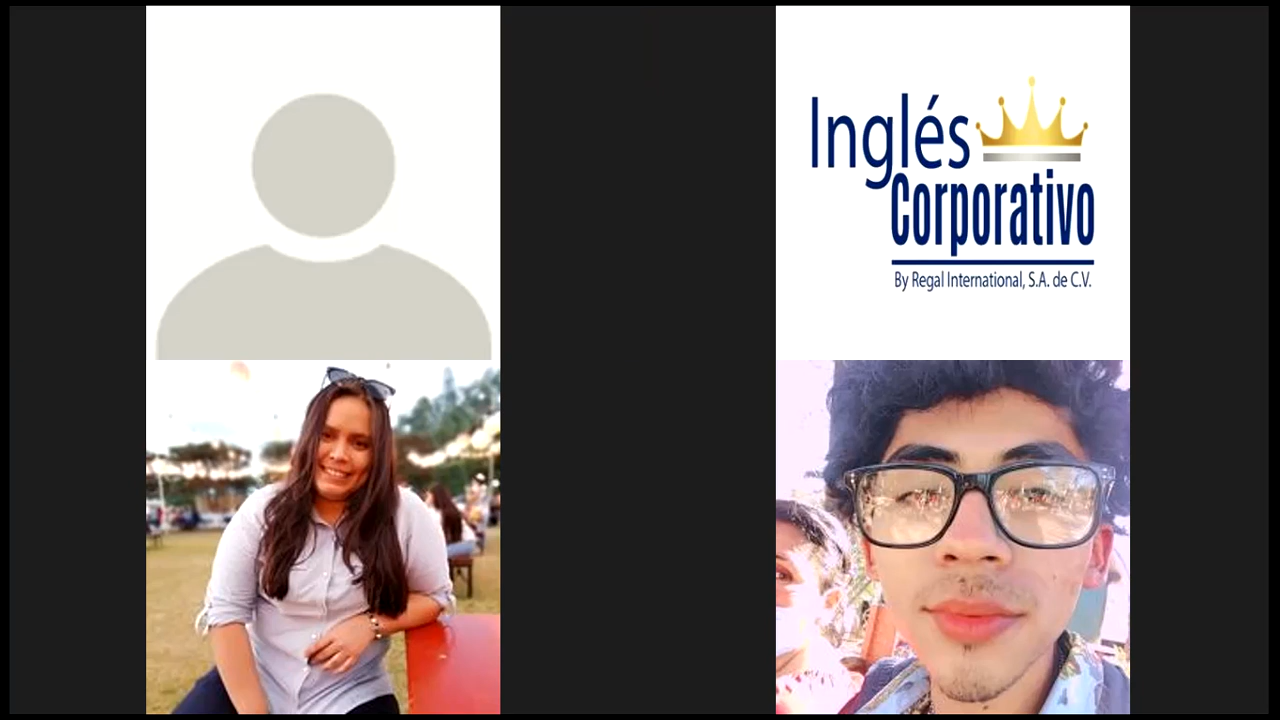 Inglés
Corporativo
By Regal International, S.A. de C.V.